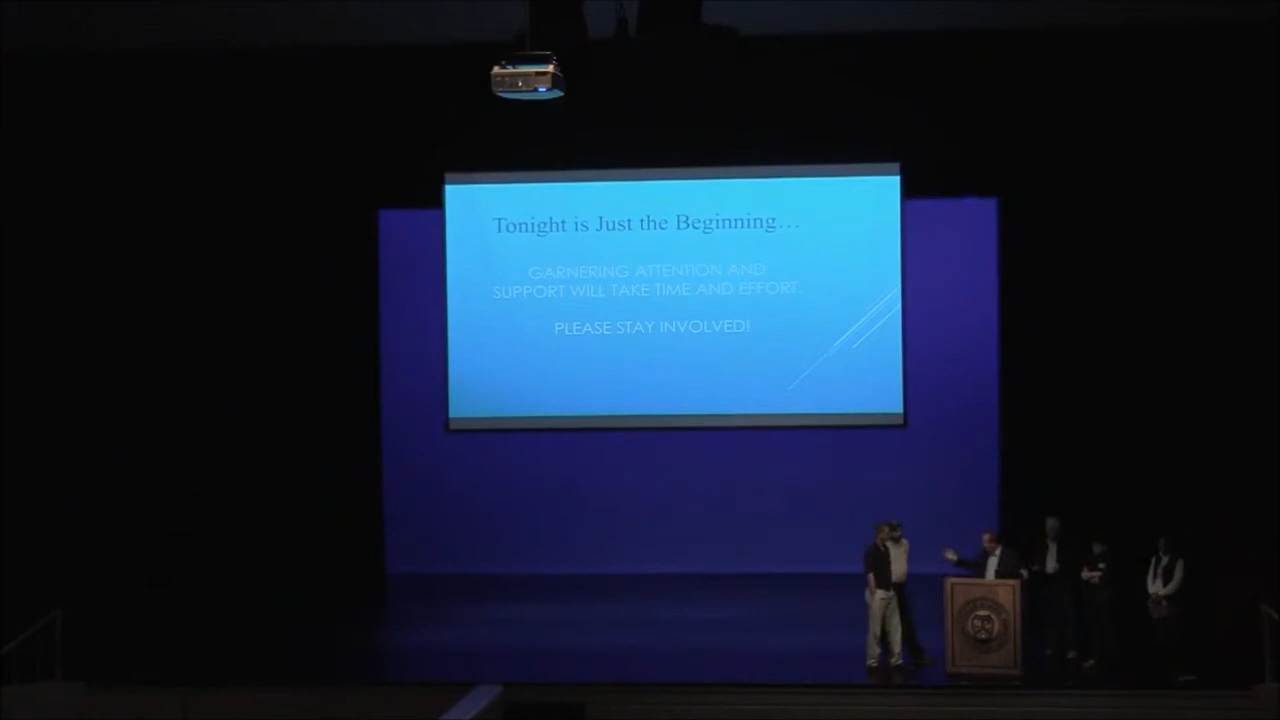 Tonight is Just the Beginning...
GARNERING ATTENTION AND
SUPPORT WILL TAKE TIME AND EFFORT.
PLEASE STAY INVOLVED!